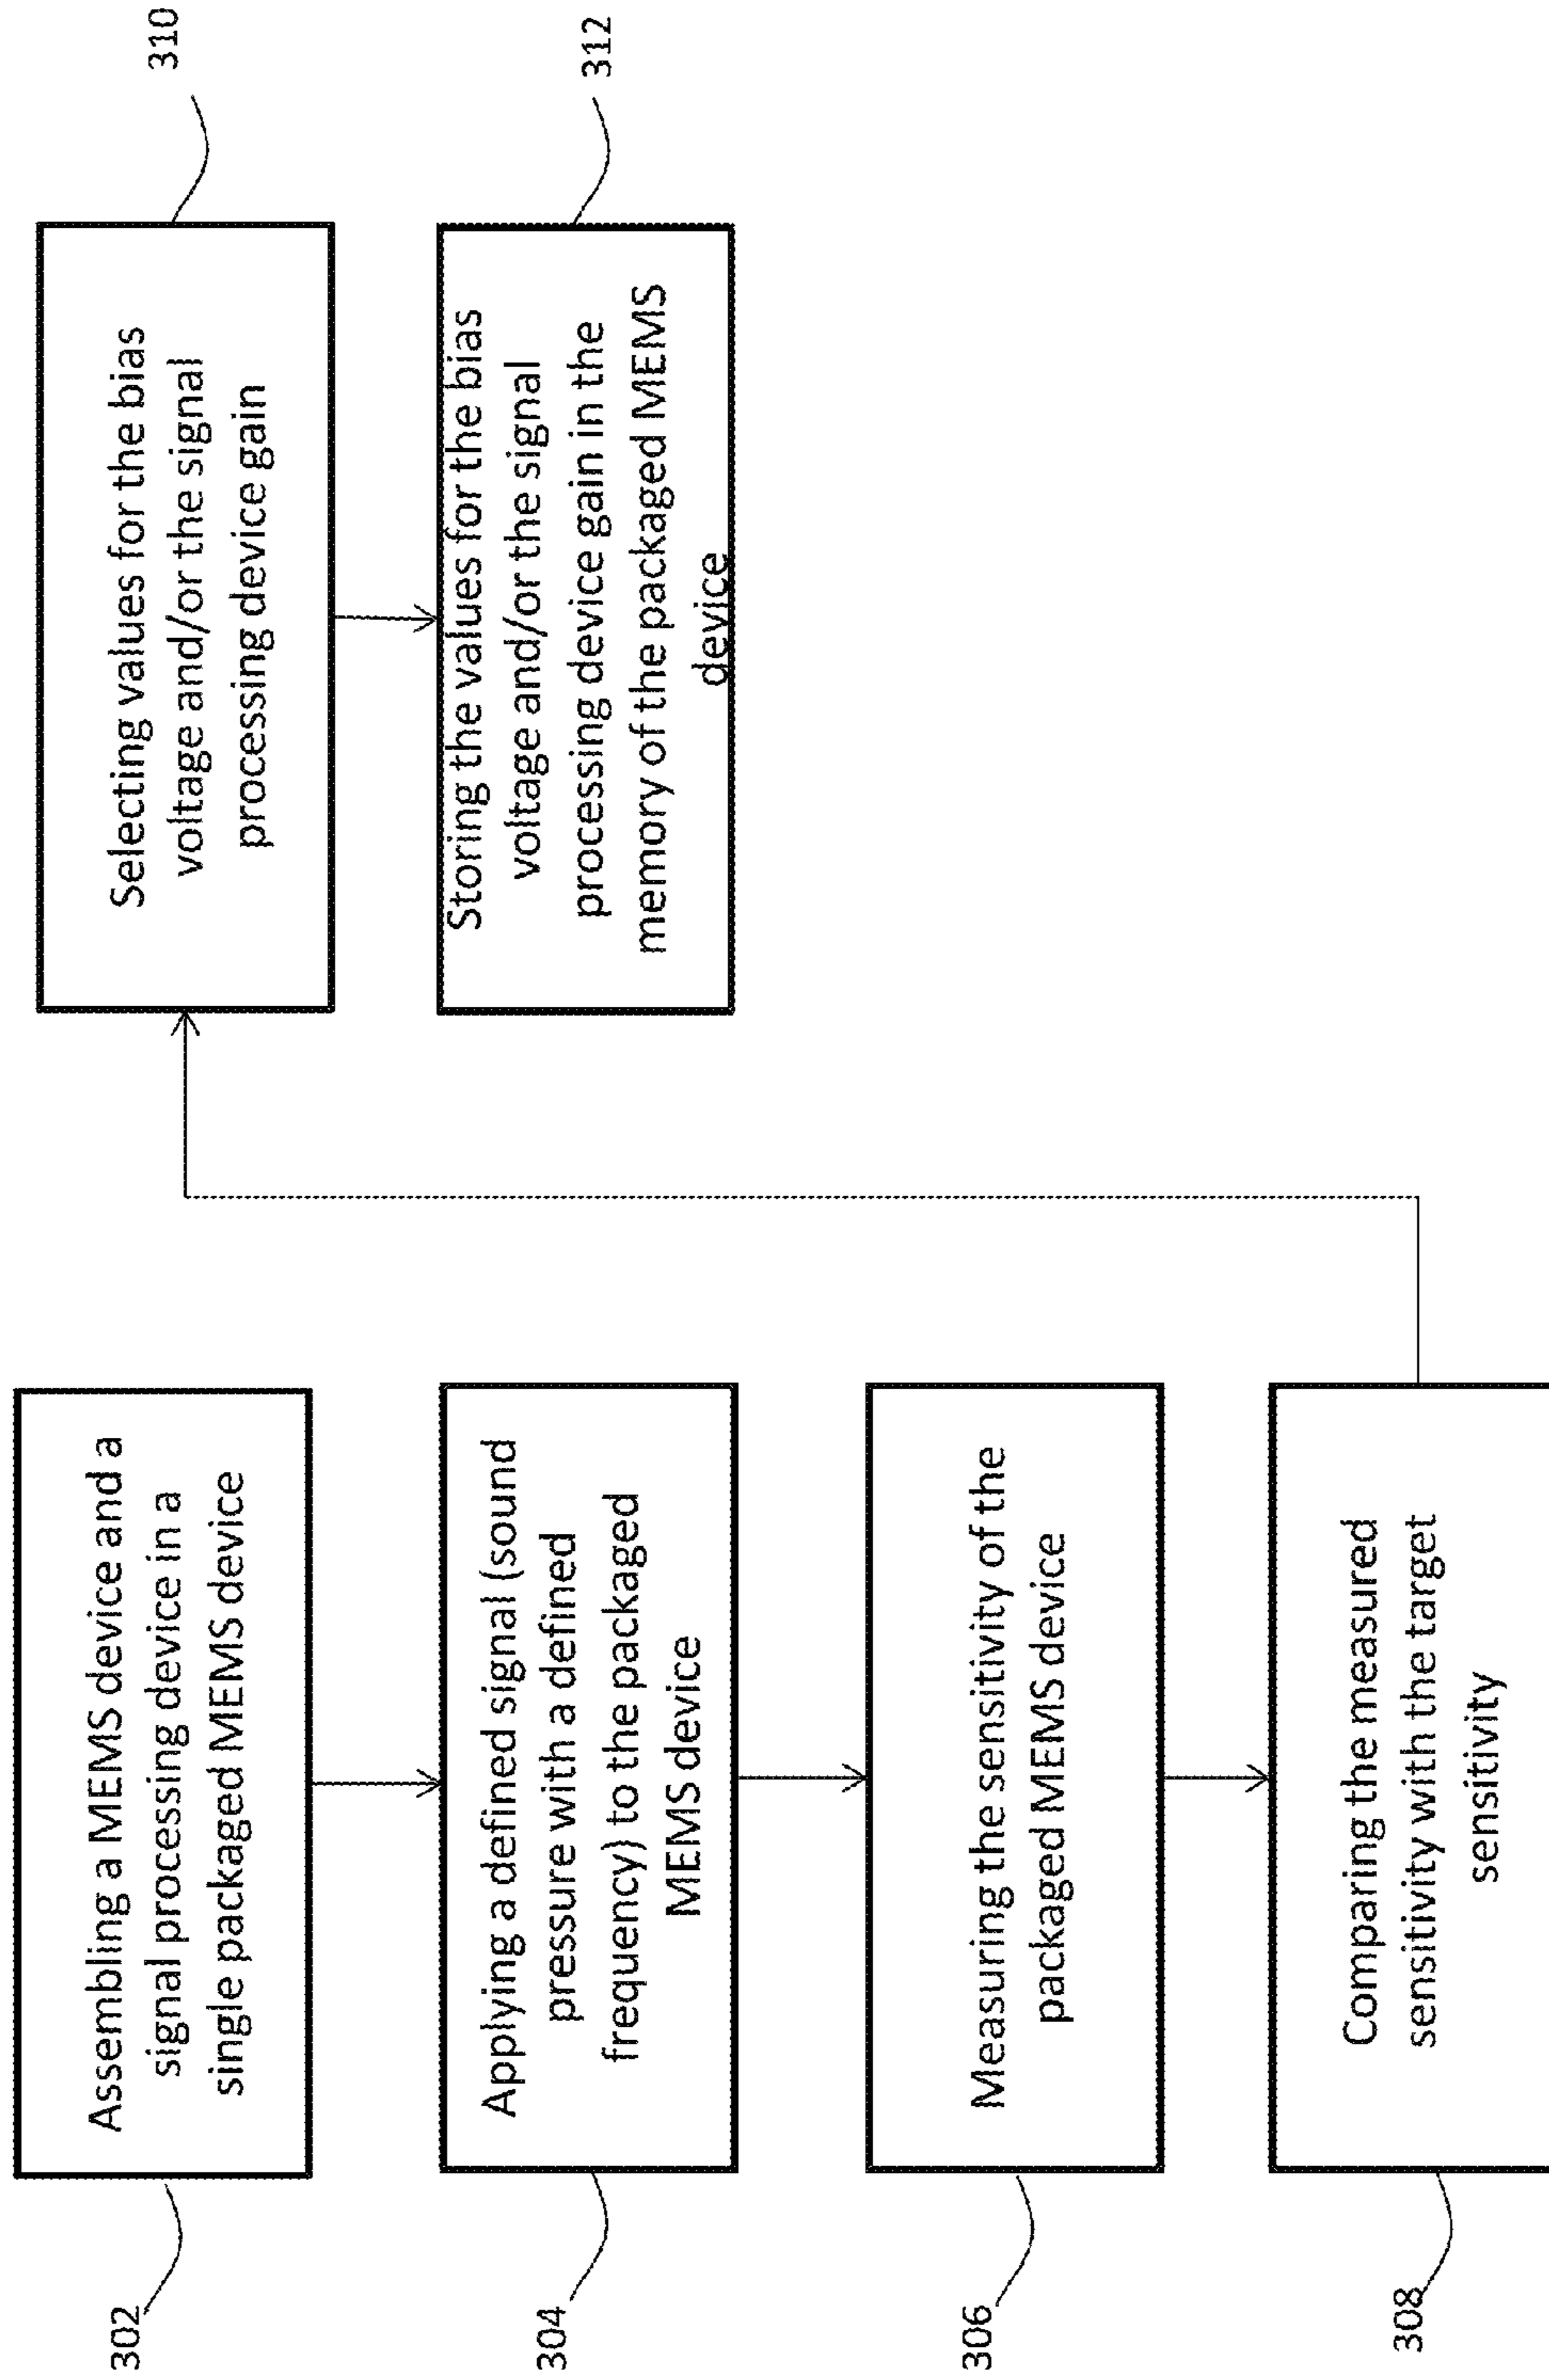 302
Assembling a MEMS device and a
signal processing device in a
single packaged MEMS device
304
Applying a defined signal (sound
pressure with a defined
frequency) to the packaged
MEMS device
306
Measuring the sensitivity of the
packaged MEMS device
308
Comparing the measured
sensitivity with the target
sensitivity
310
Selecting values for the bias
voltage and/or the signal
processing device gain
312
Storing the values for the bias
voltage and/or the signal
processing device gain in the
memory of the packaged MEMS
device